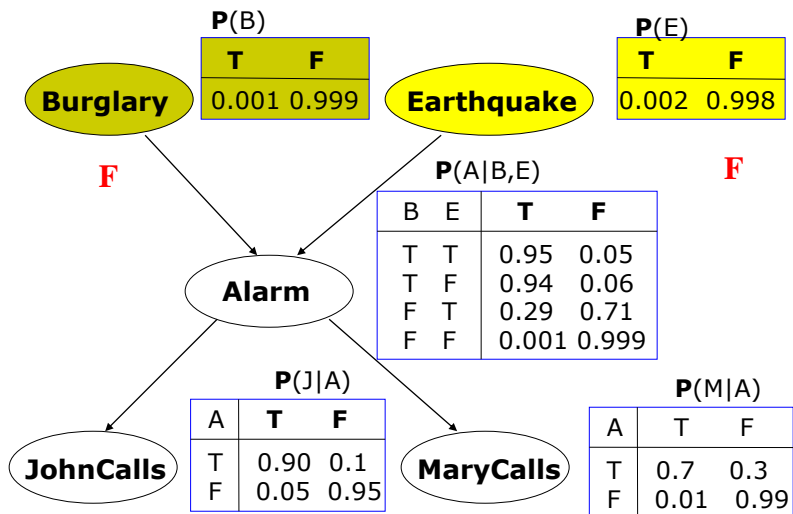 P(B)
P(E)
T F
T F
Burglary
0.001 0.999
Earthquake
0.002 0.998
F
P(A|B,E)
F
B E T F
T T 0.95 0.05
T F 0.94 0.06
F T 0.29 0.71
F F 0.001 0.999
Alarm
P(J|A)
P(M|A)
A T F
T 0.90 0.1
F 0.05 0.95
A T F
T 0.7 0.3
F 0.01 0.99
JohnCalls
MaryCalls